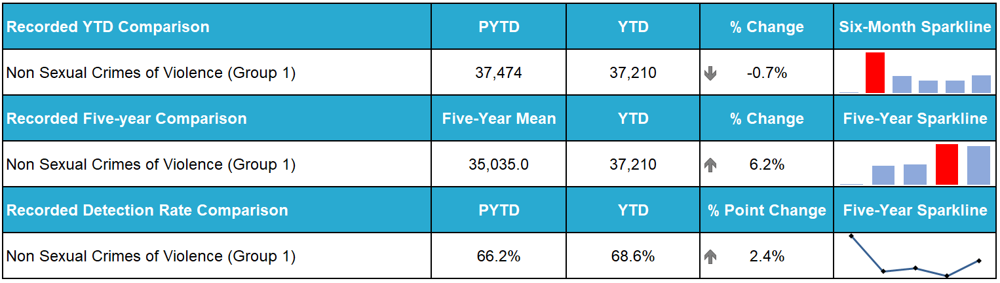 Recorded YTD Comparison PYTD YTD % Change Six-Month Sparkline
Non Sexual Crimes of Violence (Group 1) 37,474 37,210 -0.7%
Recorded Five-year Comparison Five-Year Mean YTD % Change Five-Year Sparkline
Non Sexual Crimes of Violence (Group 1) 35,035.0 37,210 6.2%
Recorded Detection Rate Comparison PYTD YTD % Point Change Five-Year Sparkline
Non Sexual Crimes of Violence (Group 1) 66.2% 68.6% 2.4%